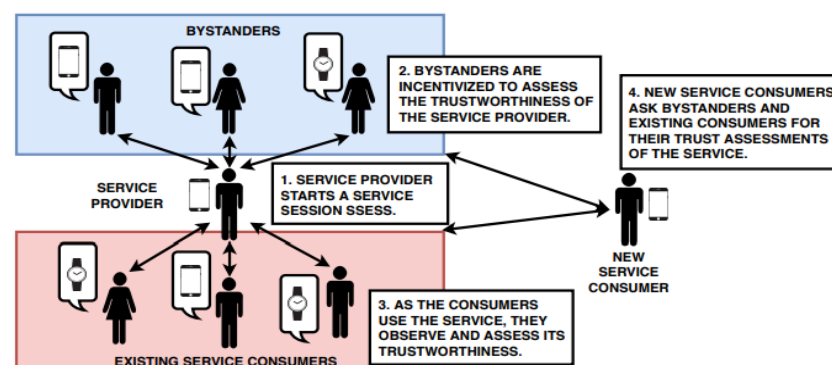 BYSTANDERS
2. BYSTANDERS ARE
INCENTIVIZED TO ASSESS
THE TRUSTWORTHINESS OF
THE SERVICE PROVIDER.
4. NEW SERVICE CONSUMERS
ASK BYSTANDERS AND
EXISTING CONSUMERS FOR
THEIR TRUST ASSESSMENTS
OF THE SERVICE.
SERVICE
PROVIDER
1. SERVICE PROVIDER
STARTS A SERVICE
SESSION SSESS.
NEW
SERVICE
CONSUMER
3. AS THE CONSUMERS
USE THE SERVICE, THEY
OBSERVE AND ASSESS ITS
TRUSTWORTHINESS.
EXISTING SERVICE CONSUMERS